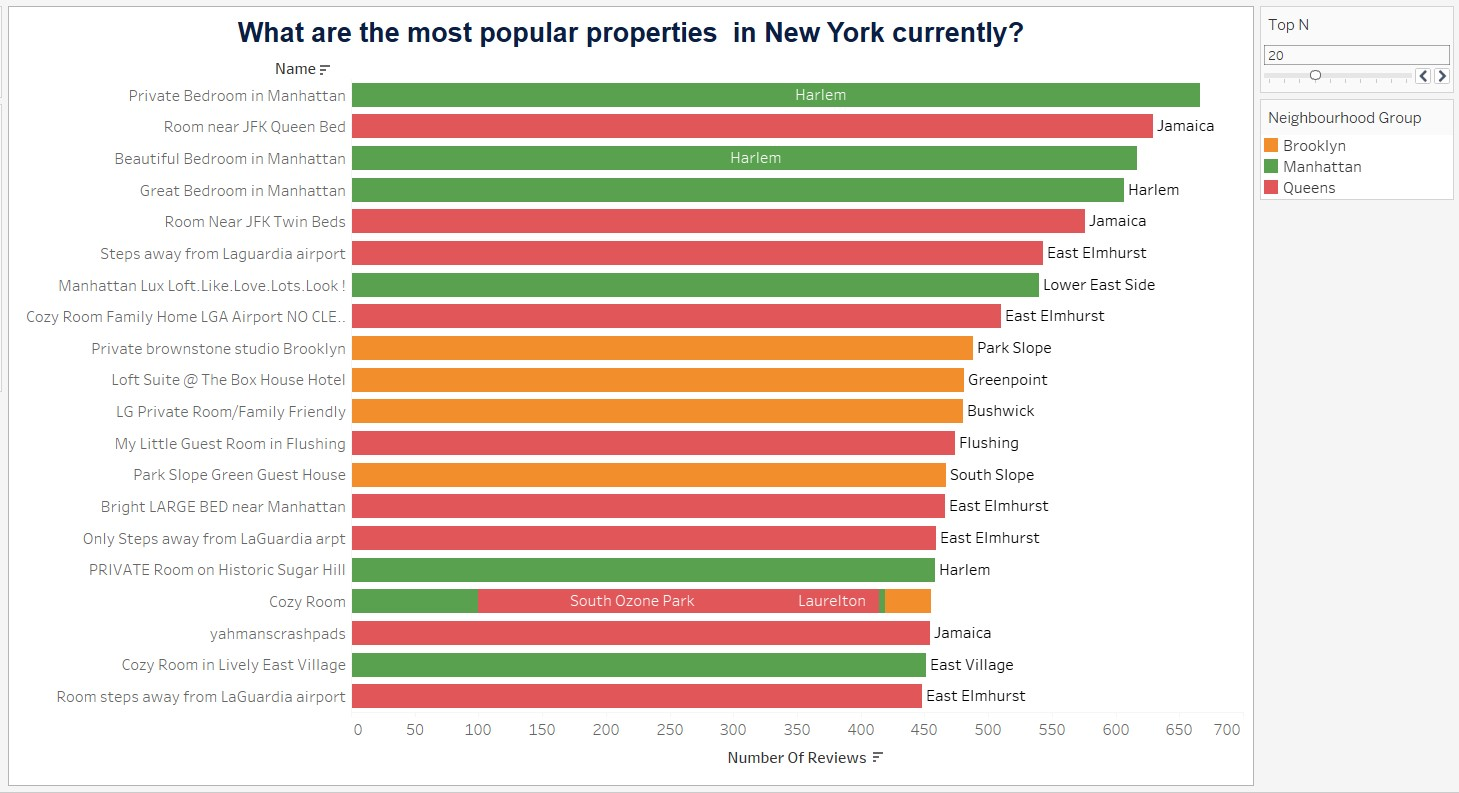 What are the most popular properties  in New York currently?
Name
Private Bedroom in Manhattan
Harlem
Room near JFK Queen Bed
Jamaica
Beautiful Bedroom in Manhattan
Harlem
Great Bedroom in Manhattan
Harlem
Room Near JFK Twin Beds
Jamaica
Steps away from Laguardia airport
East Elmhurst
Manhattan Lux Loft.Like.Love.Lots.Look !
Lower East Side
Cozy Room Family Home LGA Airport NO CLE..
East Elmhurst
Private brownstone studio Brooklyn
Park Slope
Loft Suite @ The Box House Hotel
Greenpoint
LG Private Room/Family Friendly
Bushwick
My Little Guest Room in Flushing
Flushing
Park Slope Green Guest House
South Slope
Bright LARGE BED near Manhattan
East Elmhurst
Only Steps away from LaGuardia arpt
East Elmhurst
PRIVATE Room on Historic Sugar Hill
Harlem
Cozy Room
South Ozone Park
Laurelton
yahmanscrashpads
Jamaica
Cozy Room in Lively East Village
East Village
Room steps away from LaGuardia airport
East Elmhurst
0 50 100 150 200 250 300 350 400 450 500 550 600 650 700
Number Of Reviews
Top N
20
Neighbourhood Group
Brooklyn
Manhattan
Queens